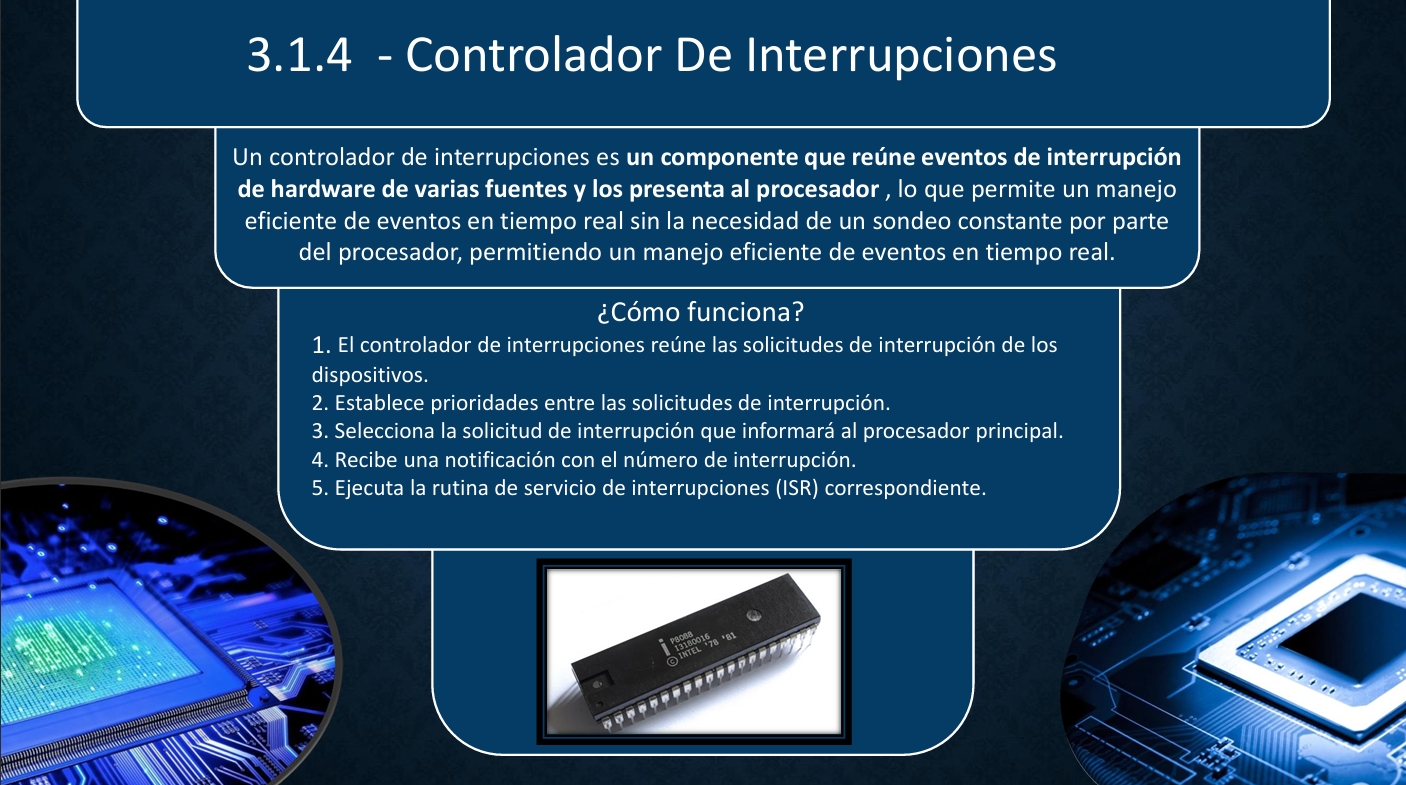 3.1.4  - Controlador De Interrupciones
Un controlador de interrupciones es un componente que reúne eventos de interrupción
de hardware de varias fuentes y los presenta al procesador , lo que permite un manejo
eficiente de eventos en tiempo real sin la necesidad de un sondeo constante por parte
del procesador, permitiendo un manejo eficiente de eventos en tiempo real.
¿Cómo funciona?
1. El controlador de interrupciones reúne las solicitudes de interrupción de los
dispositivos.
2. Establece prioridades entre las solicitudes de interrupción.
3. Selecciona la solicitud de interrupción que informará al procesador principal.
4. Recibe una notificación con el número de interrupción.
5. Ejecuta la rutina de servicio de interrupciones (ISR) correspondiente.
i
P8088
I3180016
© INTEL '78 '81